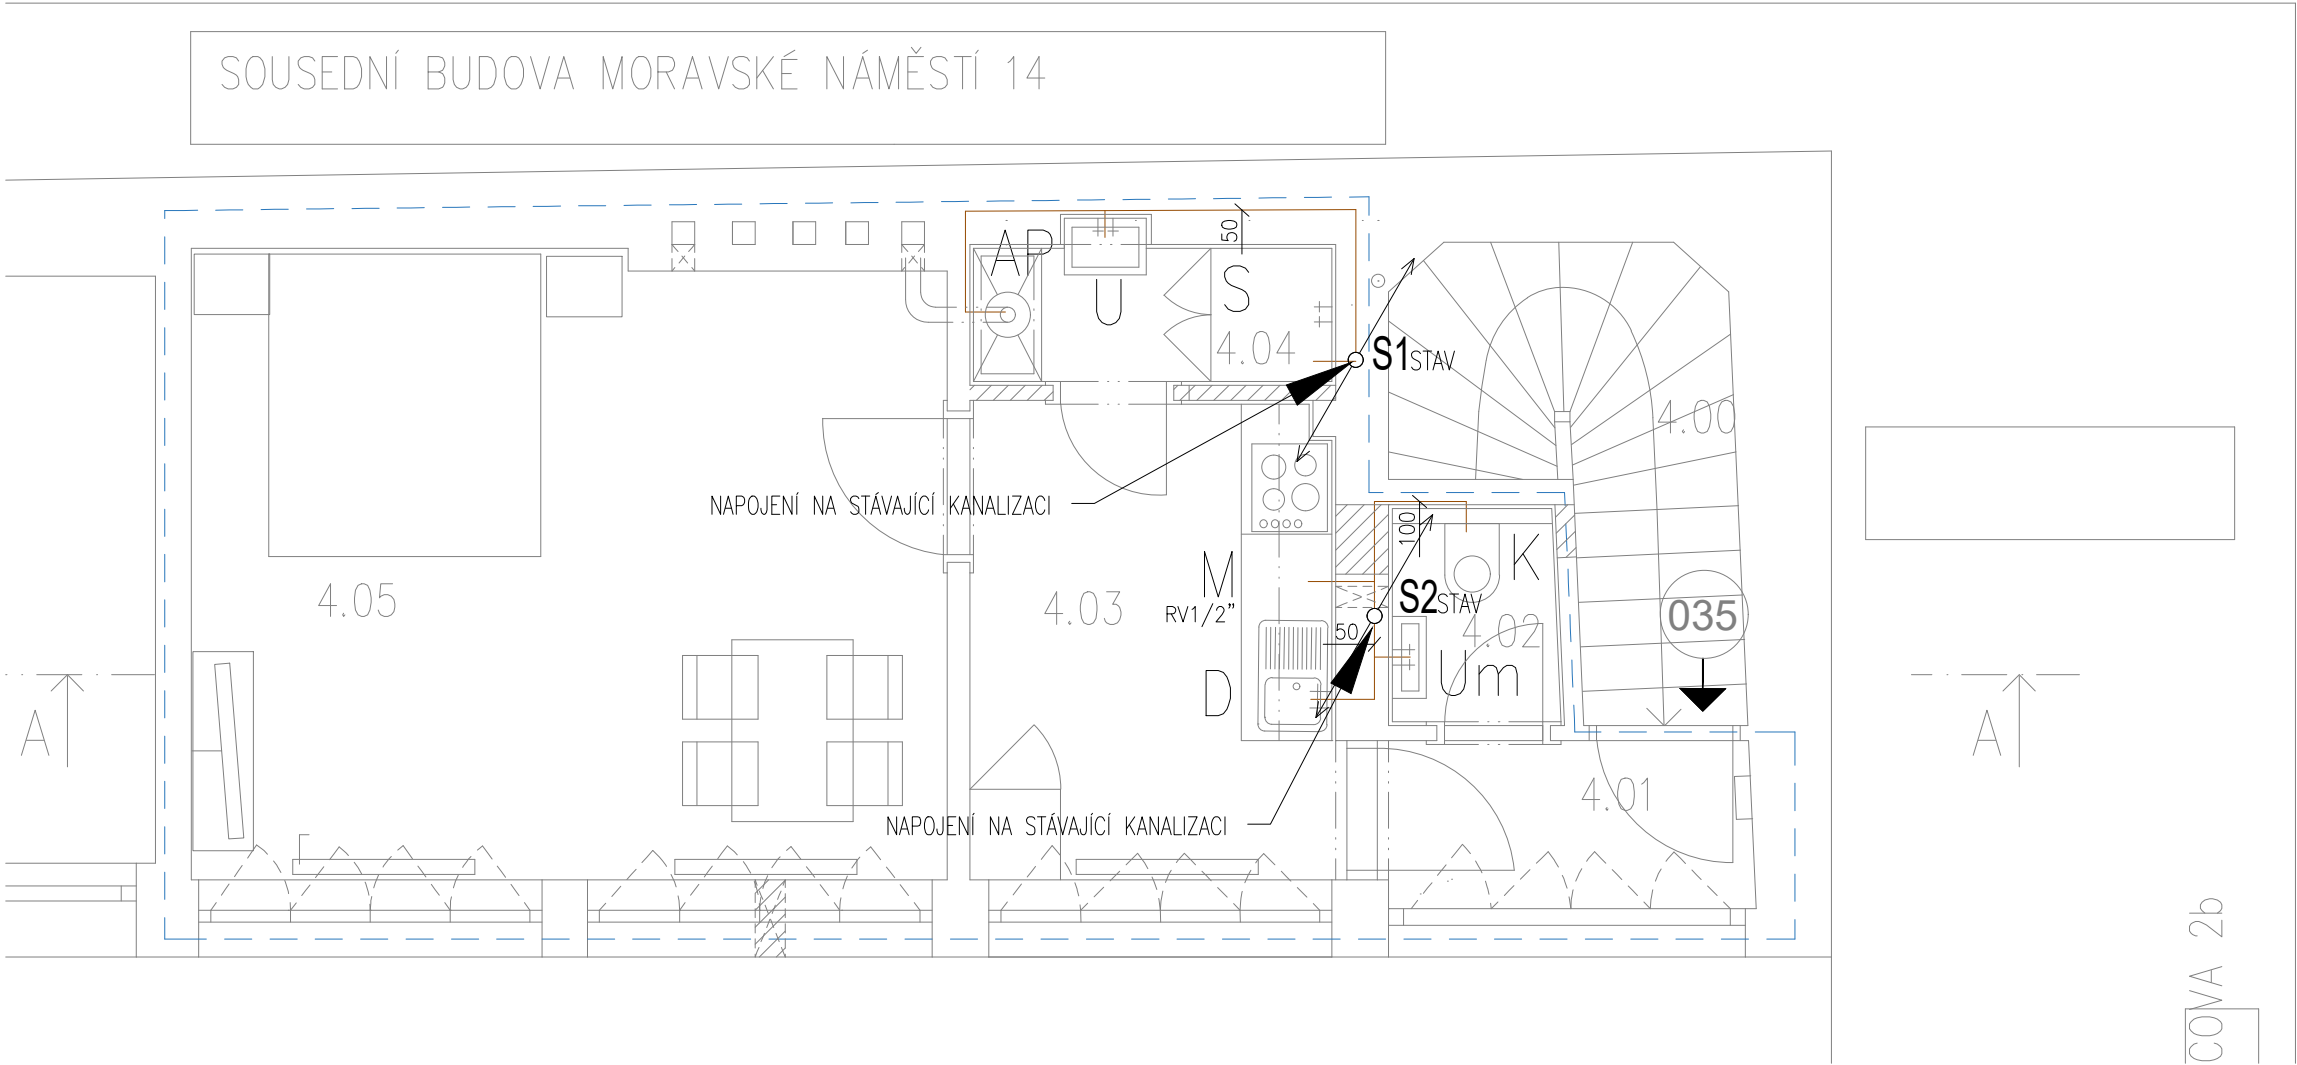 SOUSEDNÍ BUDOVA MORAVSKÉ NÁMĚSTÍ 14
AP
U
50
S
4.04
S1STAV
4.00
NAPOJENÍ NA STÁVAJÍCÍ KANALIZACI
100
K
M
RV1/2"
S2STAV
4.05
4.03
50
4.02
035
Um
D
A
A
4.01
NAPOJENÍ NA STÁVAJÍCÍ KANALIZACI
COVA 2b